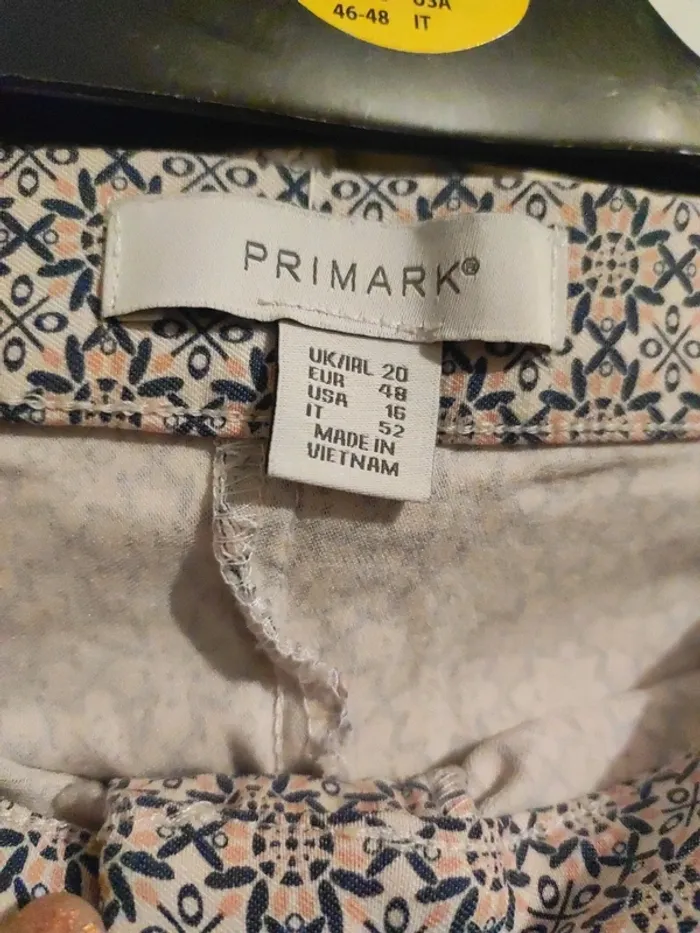 USA
46-48 IT
PRIMARK®
UK/IRL 20
EUR 48
USA 16
IT 52
MADE IN
VIETNAM